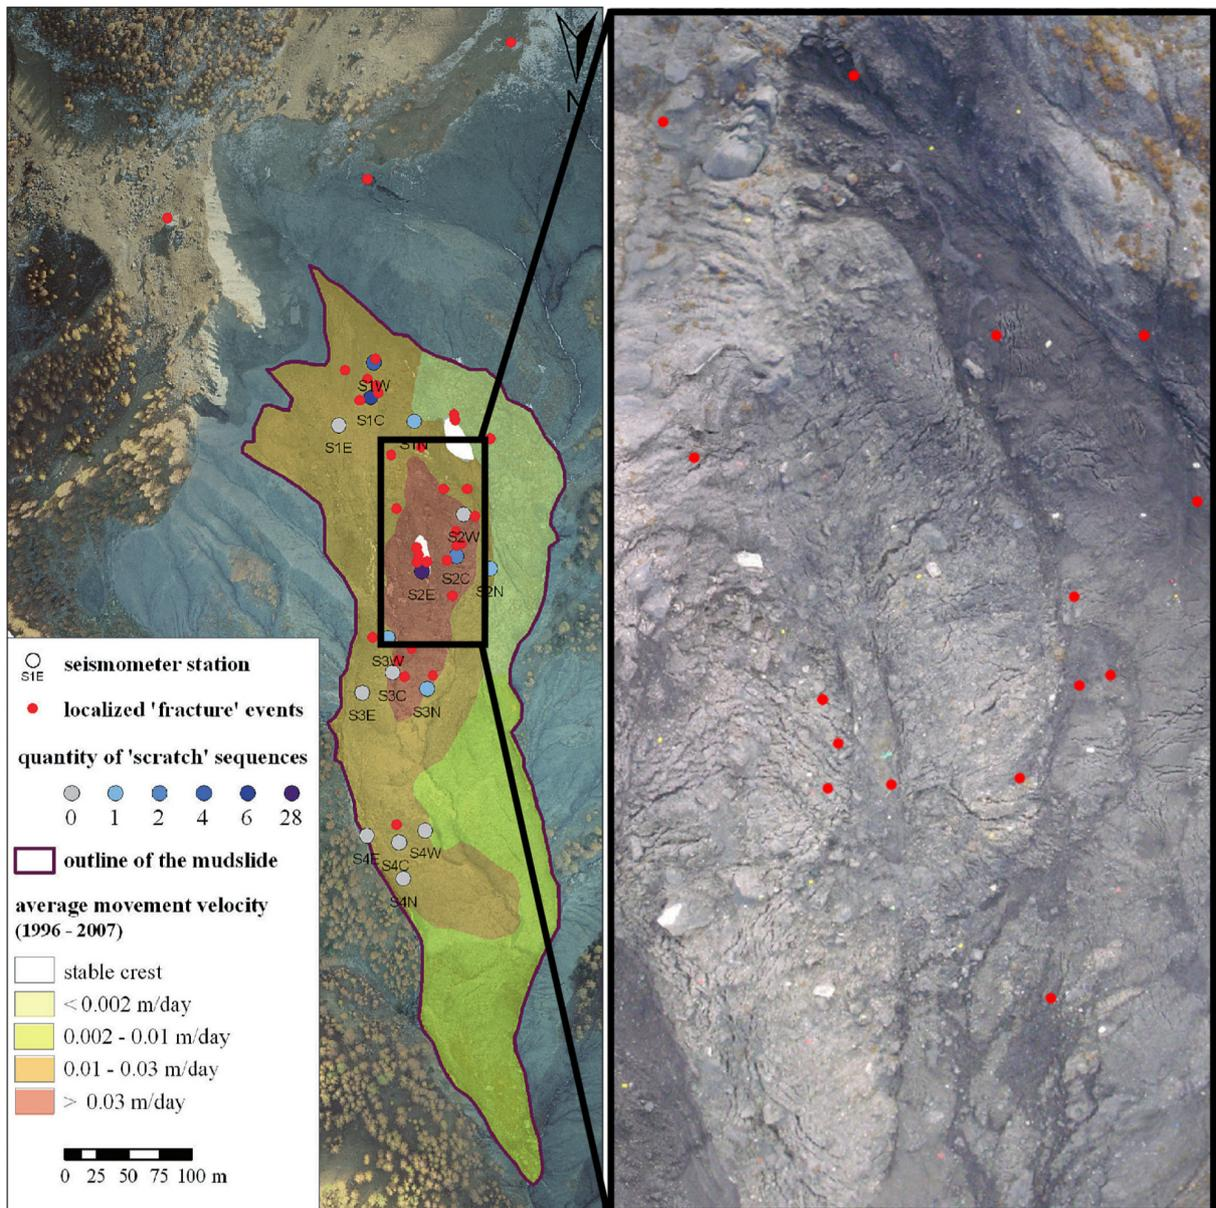 N
S1W
S1C
S1E
S1N
S2W
S2C
S2N
S2E
S3W
S3C
S3E
S3N
S4E
S4C
S4W
S4N
S1E
seismometer station
localized 'fracture' events
quantity of 'scratch' sequences
0 1 2 4 6 28
outline of the mudslide
average movement velocity
(1996 - 2007)
stable crest
< 0.002 m/day
0.002 - 0.01 m/day
0.01 - 0.03 m/day
> 0.03 m/day
0 25 50 75 100 m